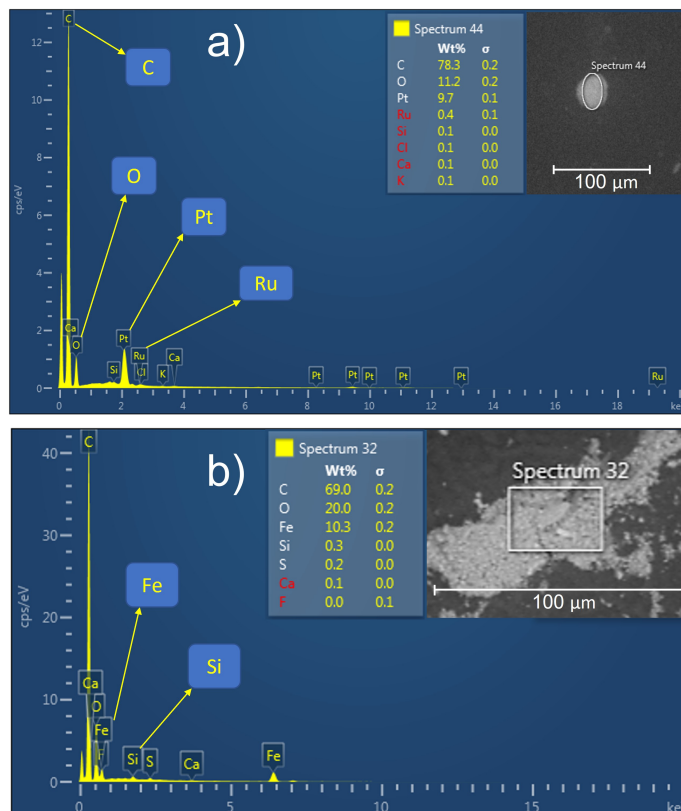 a)
Spectrum 44
Wt% σ
C 78.3 0.2
O 11.2 0.2
Pt 9.7 0.1
Ru 0.4 0.1
Si 0.1 0.0
Cl 0.1 0.0
Ca 0.1 0.0
K 0.1 0.0
Spectrum 44
100 µm
C
C
O
Pt
Ru
Ca
O
Si
Pt
Ru
Cl
K
Ca
Pt
Pt
Pt
Pt
Pt
Ru
cps/eV
12
10
8
6
4
2
0
0 2 4 6 8 10 12 14 16 18 ke
b)
Spectrum 32
Wt% σ
C 69.0 0.2
O 20.0 0.2
Fe 10.3 0.2
Si 0.3 0.0
S 0.2 0.0
Ca 0.1 0.0
F 0.0 0.1
Spectrum 32
100 µm
C
Fe
Si
Ca
O
Fe
F
Si
S
Ca
Fe
cps/eV
40
30
20
10
0
0 5 10 15 ke